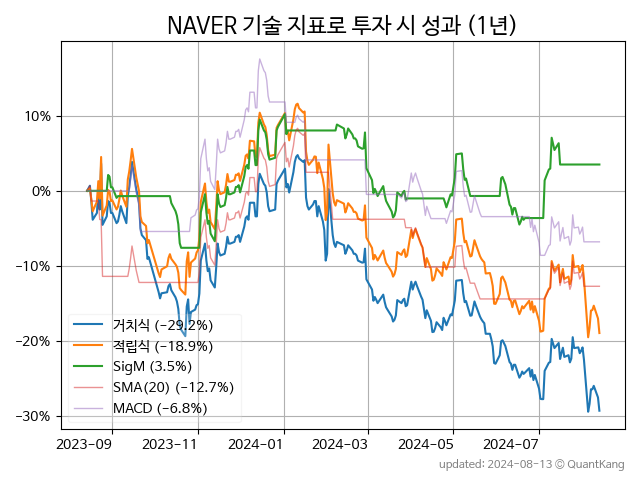 NAVER 기술 지표로 투자 시 성과 (1년)
10%
0%
−10%
−20%
−30%
거치식 (−29.2%)
적립식 (−18.9%)
SigM (3.5%)
SMA(20) (−12.7%)
MACD (−6.8%)
2023-09 2023-11 2024-01 2024-03 2024-05 2024-07
updated: 2024-08-13 © QuantKang